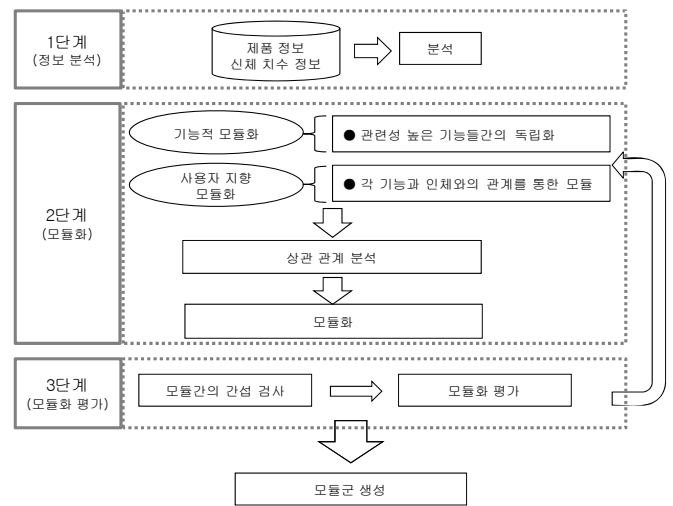 1단계
(정보 분석)
제품 정보
신체 치수 정보
분석
2단계
(모듈화)
기능적 모듈화
● 관련성 높은 기능들간의 독립화
사용자 지향
모듈화
● 각 기능과 인체와의 관계를 통한 모듈
상관 관계 분석
모듈화
3단계
(모듈화 평가)
모듈간의 간섭 검사
모듈화 평가
모듈군 생성